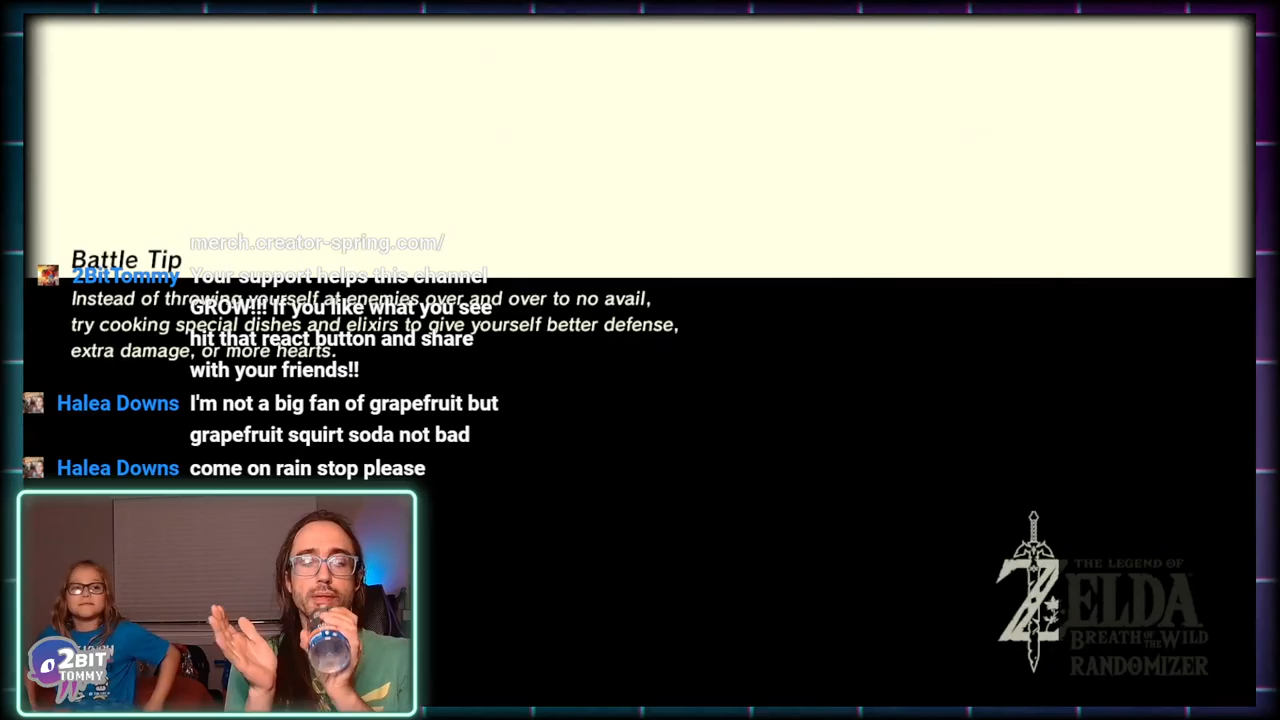 merch.creator-spring.com/
Battle Tip
2BitTommy Your support helps this channel
GROW!!! If you like what you see
hit that react button and share
with your friends!!
Instead of throwing yourself at enemies over and over to no avail,
try cooking special dishes and elixirs to give yourself better defense,
extra damage, or more hearts.
Halea Downs I'm not a big fan of grapefruit but
grapefruit squirt soda not bad
Halea Downs come on rain stop please
2BIT
TOMMY
THE LEGEND OF
ZELDA
BREATH OF THE WILD
RANDOMIZER